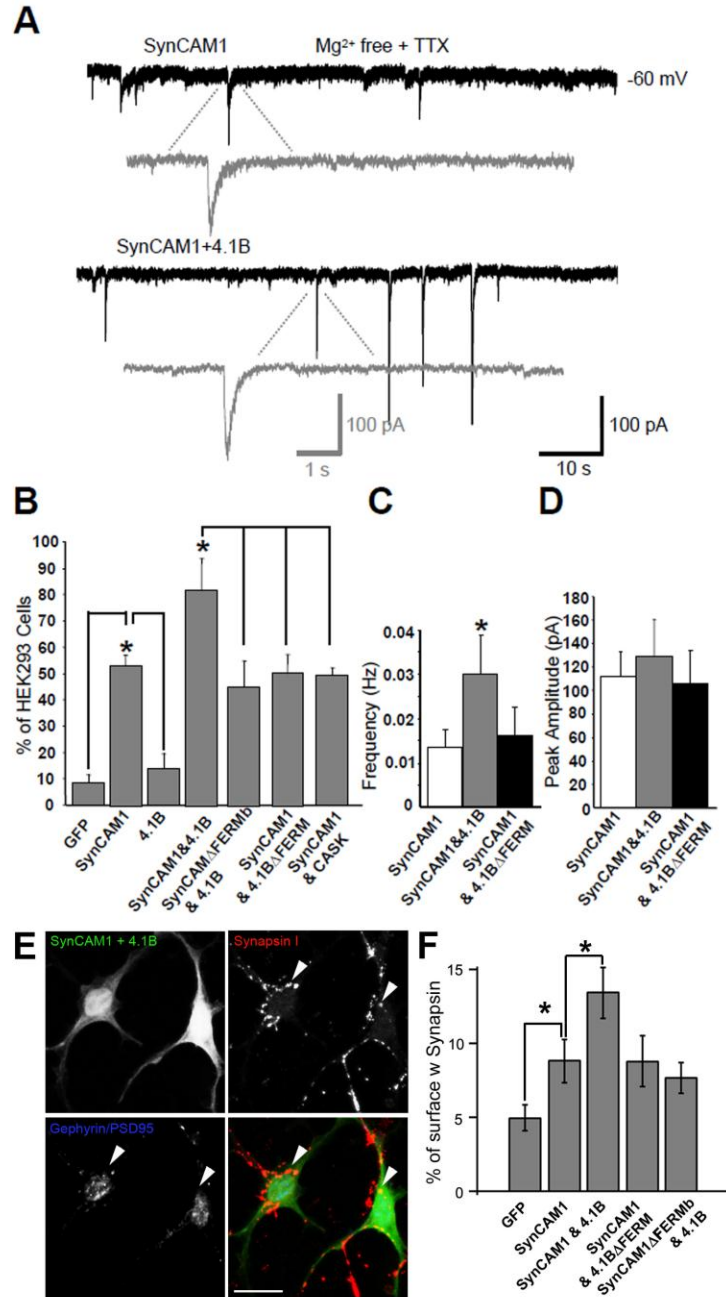 A
SynCAM1 Mg²⁺ free + TTX
-60 mV
SynCAM1+4.1B
100 pA
1 s
100 pA
10 s
B
% of HEK293 Cells
100
90
80
70
60
50
40
30
20
10
0
*
*
GFP
SynCAM1
4.1B
SynCAM1&4.1B
SynCAMΔFERMb
& 4.1B
SynCAM1
& 4.1BΔFERM
SynCAM1
& CASK
C
Frequency (Hz)
0.04
0.03
0.02
0.01
0
*
SynCAM1
SynCAM1&4.1B
SynCAM1
& 4.1BΔFERM
D
Peak Amplitude (pA)
180
160
140
120
100
80
60
40
20
0
SynCAM1
SynCAM1&4.1B
SynCAM1
& 4.1BΔFERM
E
SynCAM1 + 4.1B
Synapsin I
Gephyrin/PSD95
F
% of surface w Synapsin
15
10
5
0
*
*
GFP
SynCAM1
SynCAM1 & 4.1B
SynCAM1
& 4.1BΔFERM
SynCAM1ΔFERMb
& 4.1B